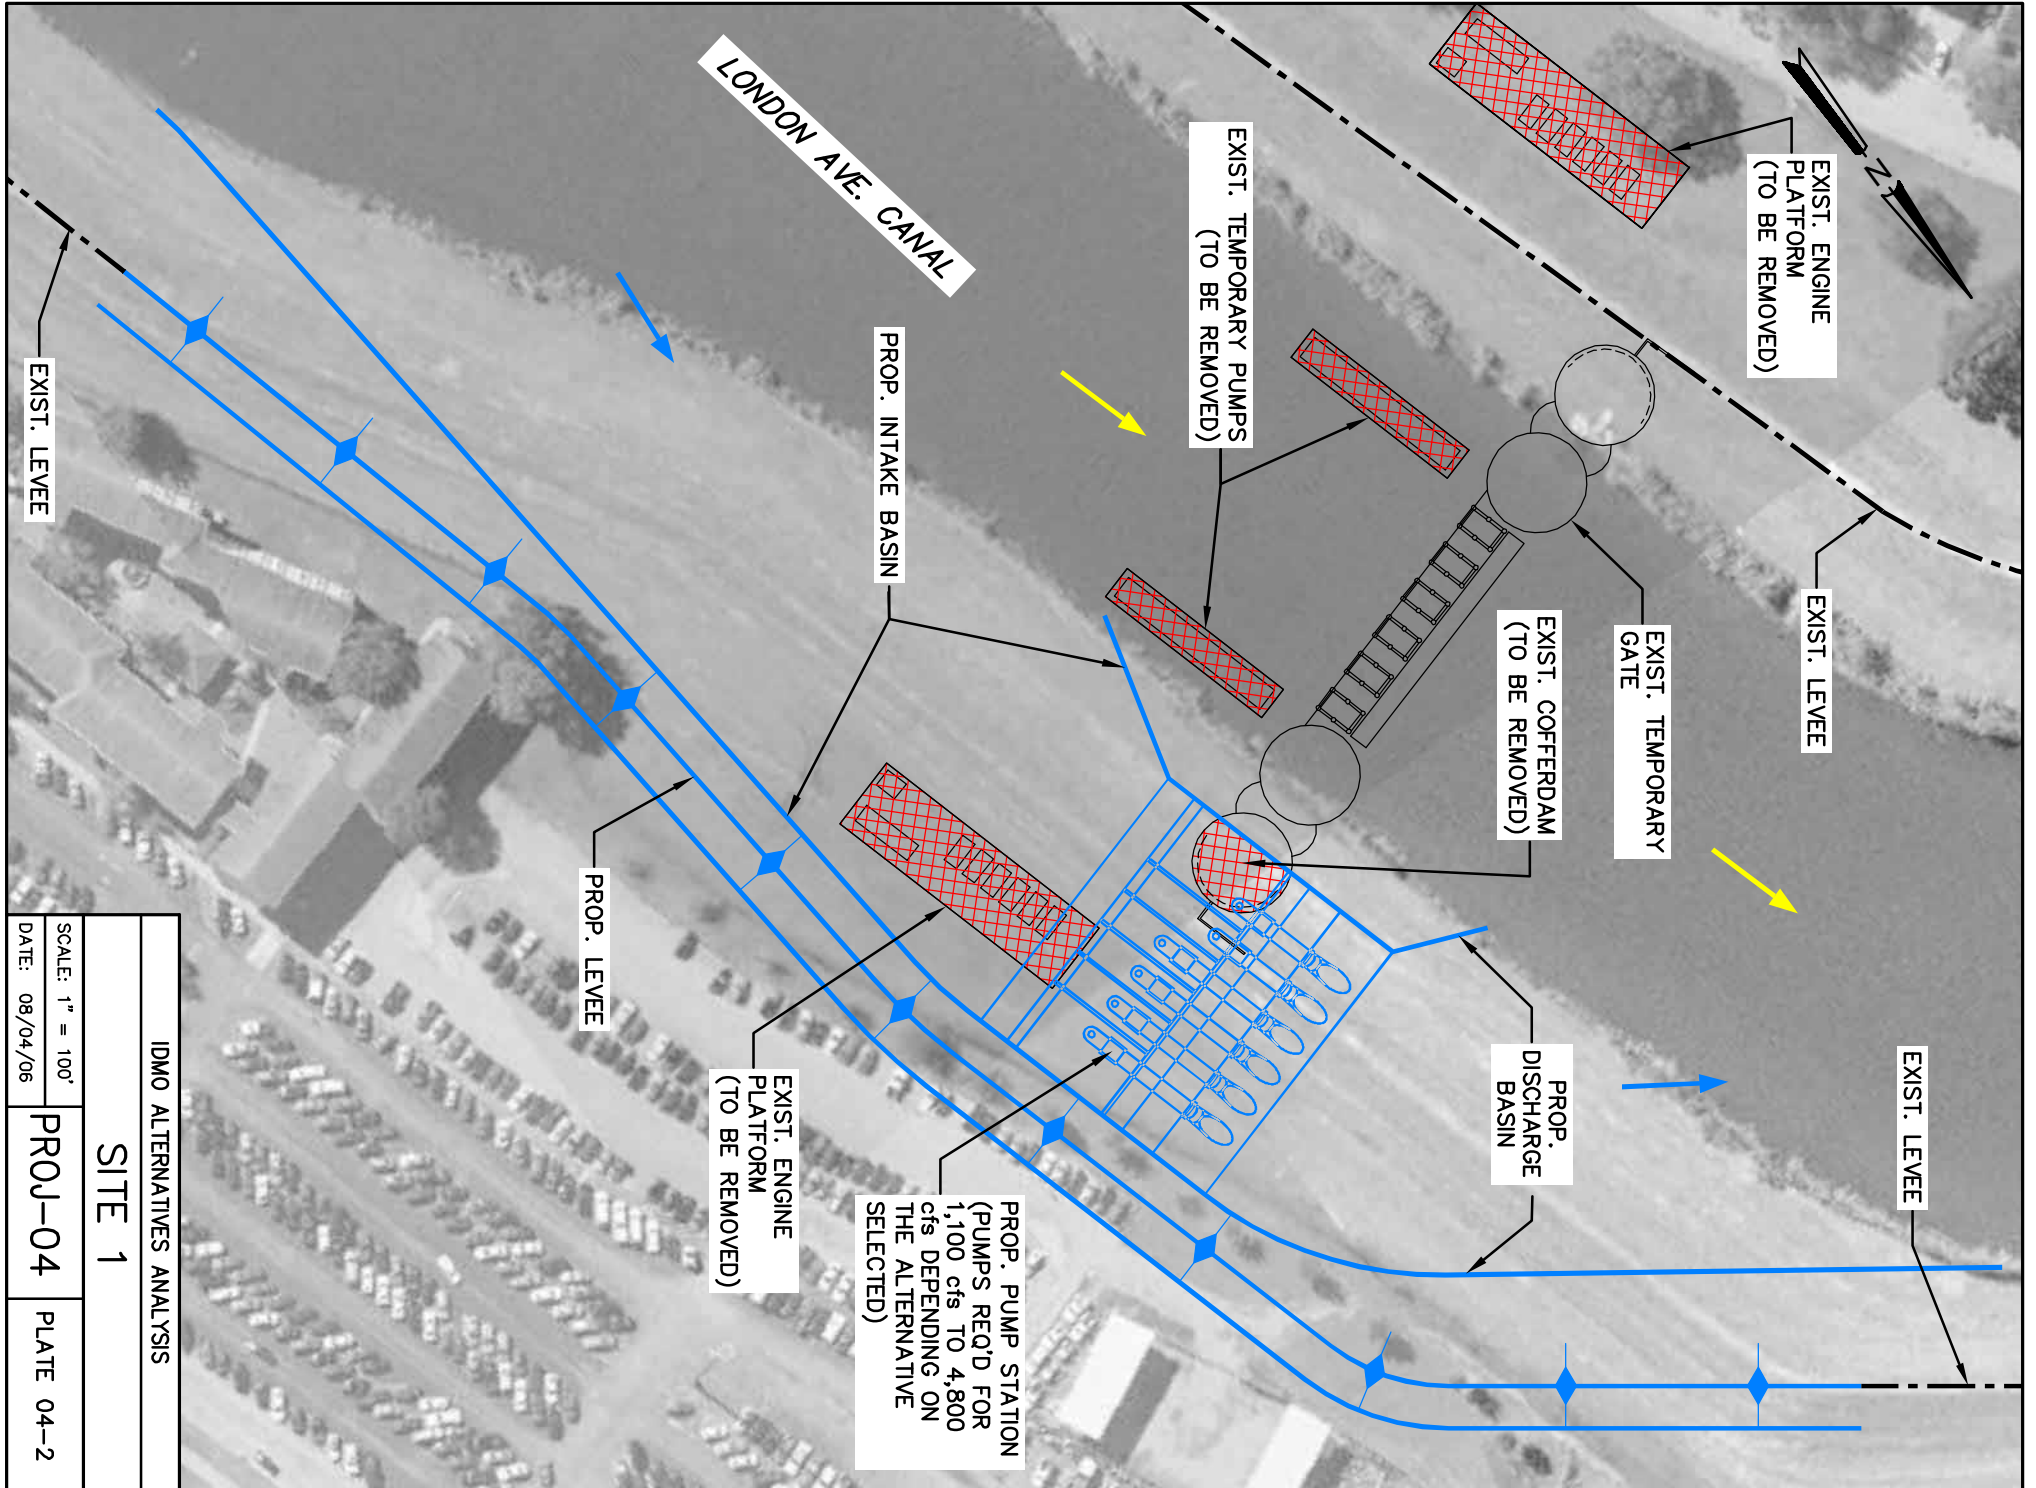 LONDON AVE. CANAL
EXIST. ENGINE
PLATFORM
(TO BE REMOVED)
N
EXIST. TEMPORARY PUMPS
(TO BE REMOVED)
EXIST. LEVEE
EXIST. TEMPORARY
GATE
EXIST. COFFERDAM
(TO BE REMOVED)
PROP. INTAKE BASIN
EXIST. LEVEE
PROP. LEVEE
EXIST. ENGINE
PLATFORM
(TO BE REMOVED)
PROP.
DISCHARGE
BASIN
EXIST. LEVEE
PROP. PUMP STATION
(PUMPS REQ'D FOR
1,100 cfs TO 4,800
cfs DEPENDING ON
THE ALTERNATIVE
SELECTED)
IDMO ALTERNATIVES ANALYSIS
SITE 1
SCALE: 1" = 100'
DATE: 08/04/06
PROJ-04
PLATE 04-2